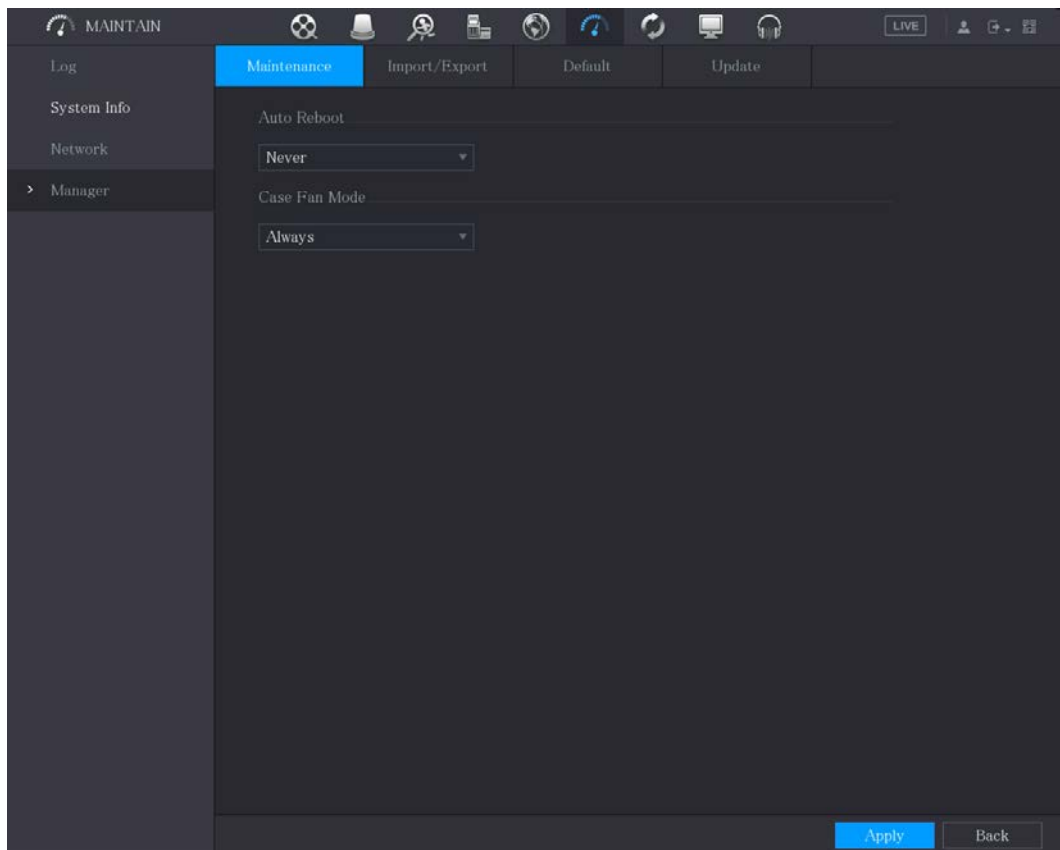 MAINTAIN
LIVE
Log
System Info
Network
Manager
Maintenance Import/Export Default Update
Auto Reboot
Never
Case Fan Mode
Always
Apply Back